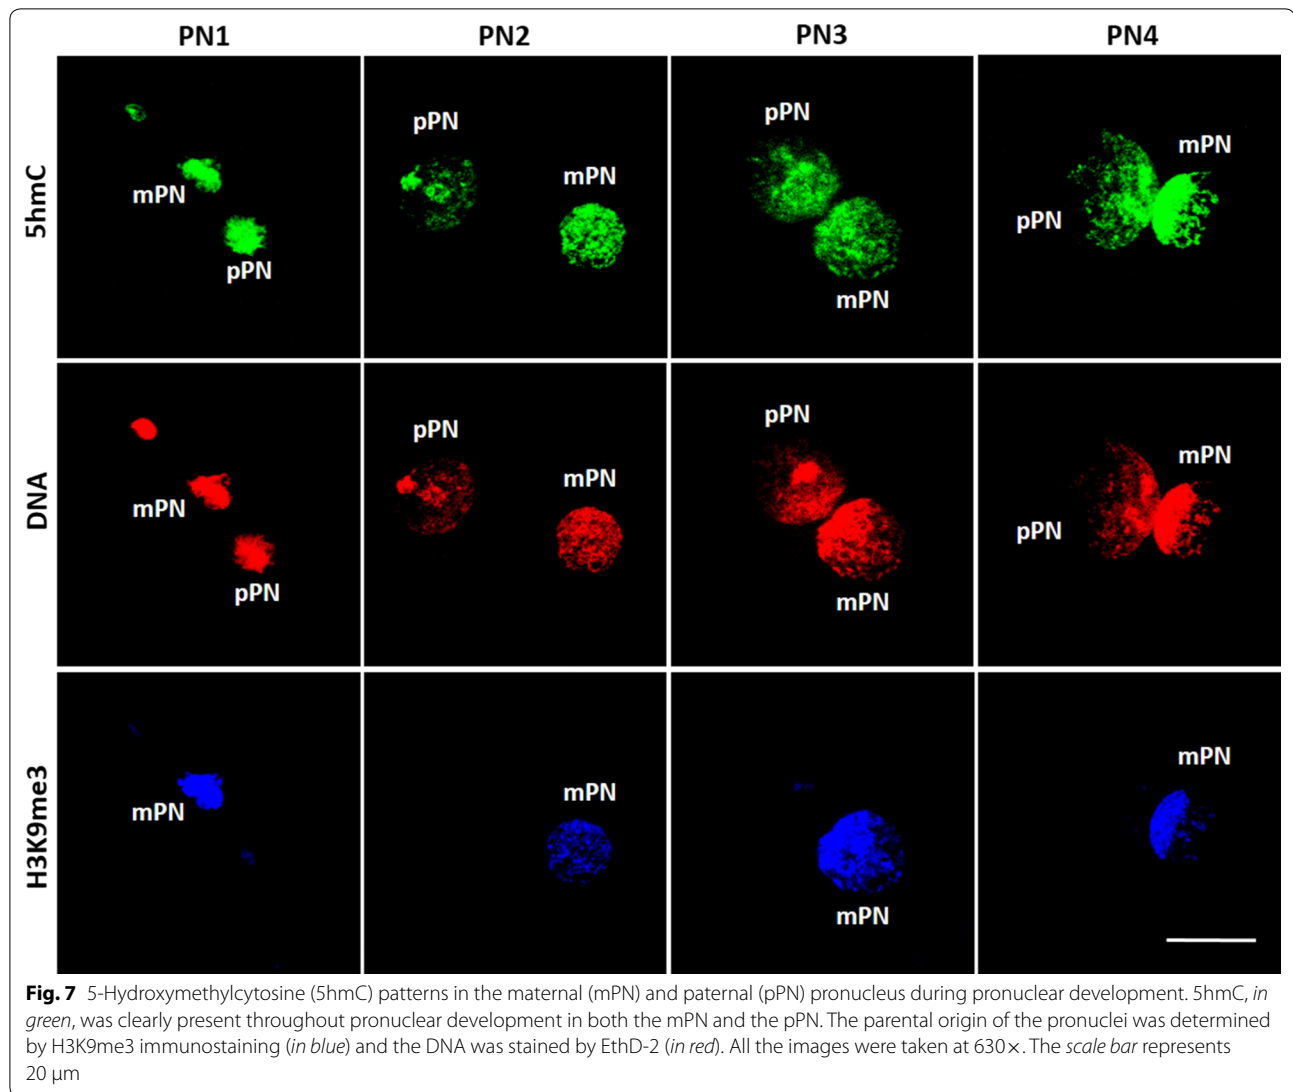 PN1 PN2 PN3 PN4
5hmC
mPN
pPN
pPN
mPN
pPN
mPN
mPN
pPN
DNA
mPN
pPN
pPN
mPN
pPN
mPN
mPN
pPN
H3K9me3
mPN
mPN
mPN
mPN
Fig. 7 5-Hydroxymethylcytosine (5hmC) patterns in the maternal (mPN) and paternal (pPN) pronucleus during pronuclear development. 5hmC, in
green, was clearly present throughout pronuclear development in both the mPN and the pPN. The parental origin of the pronuclei was determined
by H3K9me3 immunostaining (in blue) and the DNA was stained by EthD-2 (in red). All the images were taken at 630×. The scale bar represents
20 μm